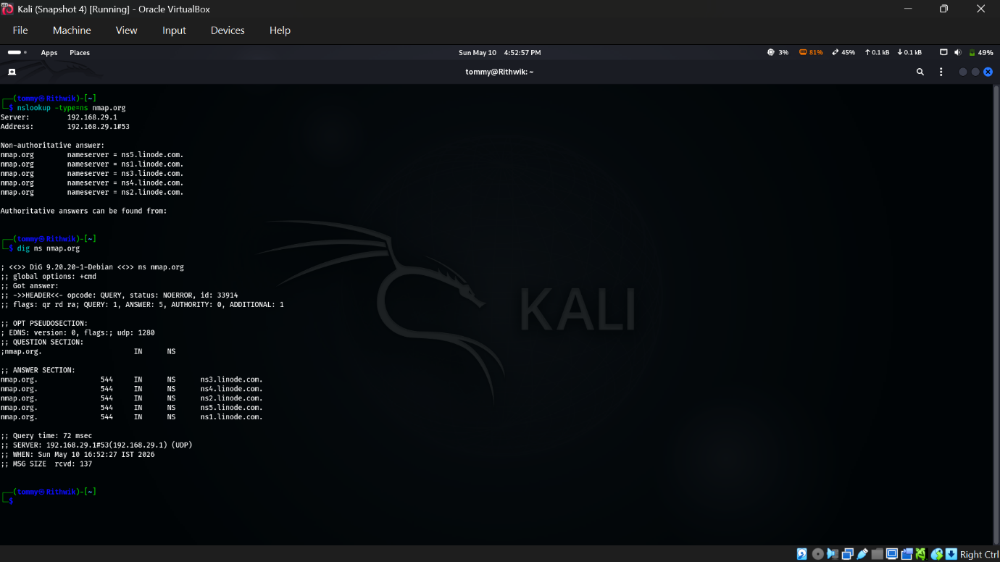 Kali (Snapshot 4) [Running] - Oracle VirtualBox
File Machine View Input Devices Help
Apps Places Sun May 10 4:52:57 PM 3% 81% 45% 0.1 kB 0.1 kB 49%
tommy@Rithwik: ~
┌──(tommy㉿Rithwik)-[~]
└─$ nslookup -type=ns nmap.org
Server: 192.168.29.1
Address: 192.168.29.1#53
Non-authoritative answer:
nmap.org nameserver = ns5.linode.com.
nmap.org nameserver = ns1.linode.com.
nmap.org nameserver = ns3.linode.com.
nmap.org nameserver = ns4.linode.com.
nmap.org nameserver = ns2.linode.com.
Authoritative answers can be found from:
┌──(tommy㉿Rithwik)-[~]
└─$ dig ns nmap.org
; <<>> DiG 9.20.20-1-Debian <<>> ns nmap.org
;; global options: +cmd
;; Got answer:
;; ->>HEADER<<- opcode: QUERY, status: NOERROR, id: 33914
;; flags: qr rd ra; QUERY: 1, ANSWER: 5, AUTHORITY: 0, ADDITIONAL: 1
;; OPT PSEUDOSECTION:
; EDNS: version: 0, flags:; udp: 1280
;; QUESTION SECTION:
;nmap.org. IN NS
;; ANSWER SECTION:
nmap.org. 544 IN NS ns3.linode.com.
nmap.org. 544 IN NS ns4.linode.com.
nmap.org. 544 IN NS ns2.linode.com.
nmap.org. 544 IN NS ns5.linode.com.
nmap.org. 544 IN NS ns1.linode.com.
;; Query time: 72 msec
;; SERVER: 192.168.29.1#53(192.168.29.1) (UDP)
;; WHEN: Sun May 10 16:52:27 IST 2026
;; MSG SIZE rcvd: 137
┌──(tommy㉿Rithwik)-[~]
└─$
KALI
Right Ctrl